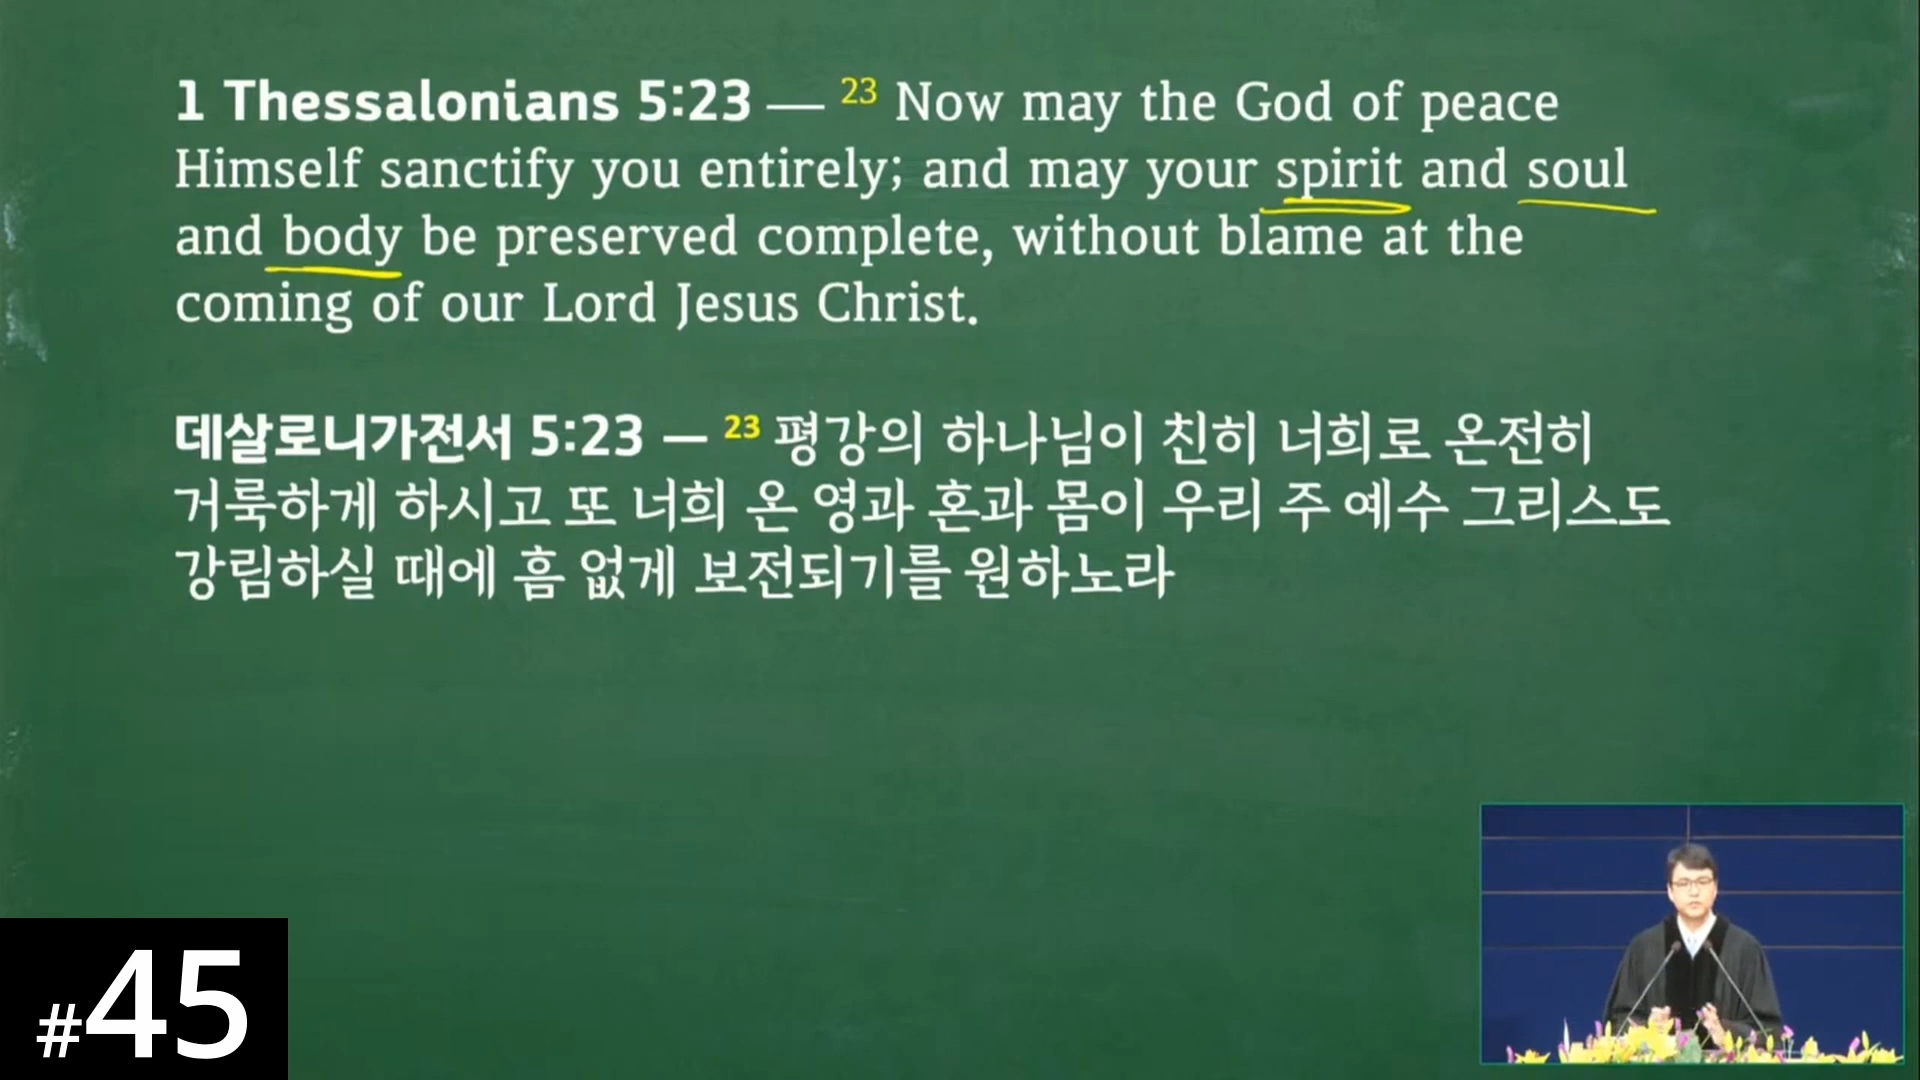 1 Thessalonians 5:23 — 23 Now may the God of peace
Himself sanctify you entirely; and may your spirit and soul
and body be preserved complete, without blame at the
coming of our Lord Jesus Christ.
데살로니가전서 5:23 — 23 평강의 하나님이 친히 너희로 온전히
거룩하게 하시고 또 너희 온 영과 혼과 몸이 우리 주 예수 그리스도
강림하실 때에 흠 없게 보전되기를 원하노라
#45